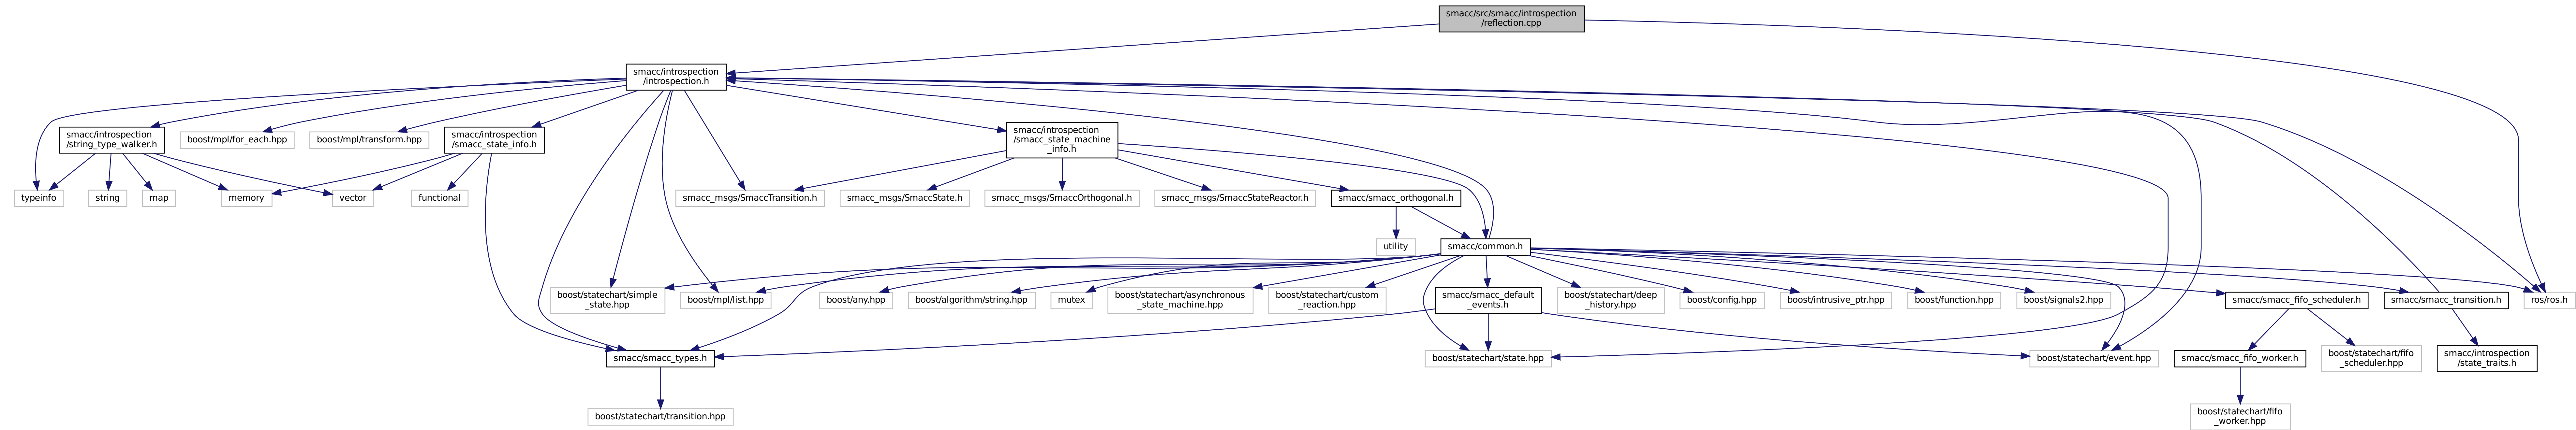 smacc/src/smacc/introspection
/reflection.cpp
smacc/introspection
/introspection.h
smacc/introspection
/string_type_walker.h
boost/mpl/for_each.hpp
boost/mpl/transform.hpp
smacc/introspection
/smacc_state_info.h
smacc/introspection
/smacc_state_machine
_info.h
typeinfo
string
map
memory
vector
functional
smacc_msgs/SmaccTransition.h
smacc_msgs/SmaccState.h
smacc_msgs/SmaccOrthogonal.h
smacc_msgs/SmaccStateReactor.h
smacc/smacc_orthogonal.h
utility
smacc/common.h
boost/statechart/simple
_state.hpp
boost/mpl/list.hpp
boost/any.hpp
boost/algorithm/string.hpp
mutex
boost/statechart/asynchronous
_state_machine.hpp
boost/statechart/custom
_reaction.hpp
smacc/smacc_default
_events.h
boost/statechart/deep
_history.hpp
boost/config.hpp
boost/intrusive_ptr.hpp
boost/function.hpp
boost/signals2.hpp
smacc/smacc_fifo_scheduler.h
smacc/smacc_transition.h
ros/ros.h
smacc/smacc_types.h
boost/statechart/state.hpp
boost/statechart/event.hpp
smacc/smacc_fifo_worker.h
boost/statechart/fifo
_scheduler.hpp
smacc/introspection
/state_traits.h
boost/statechart/transition.hpp
boost/statechart/fifo
_worker.hpp